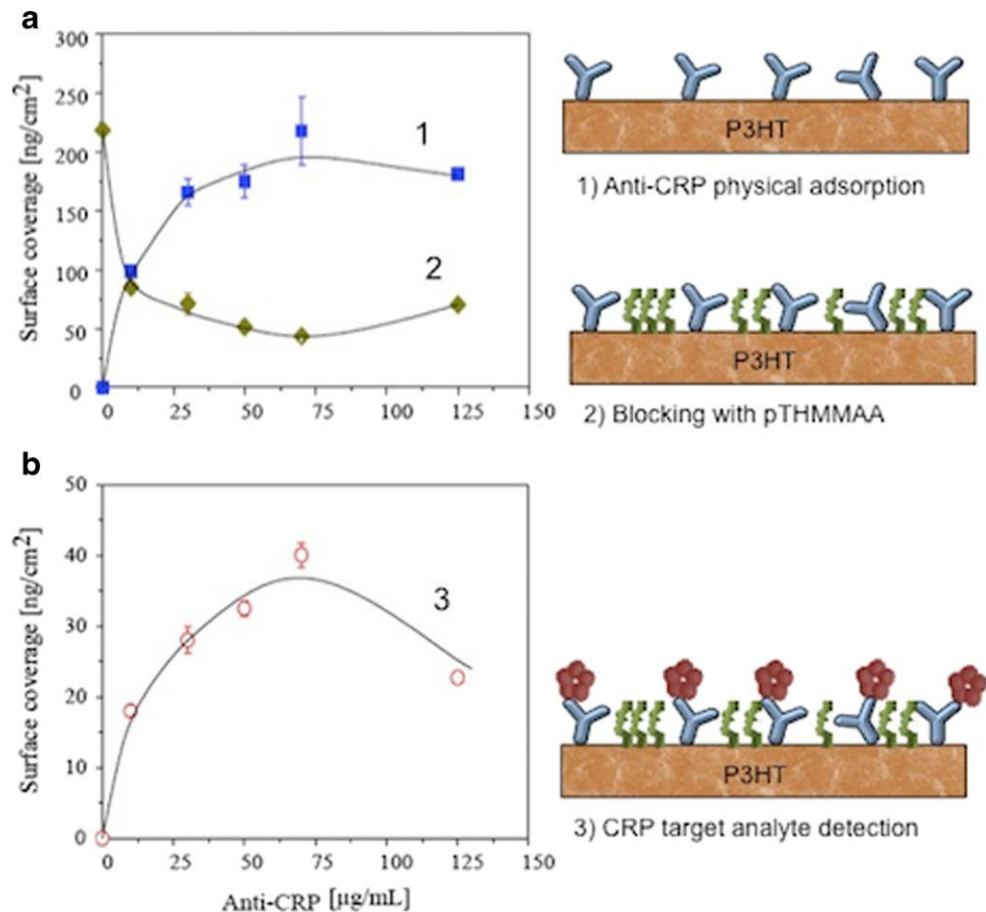 a
300
250
200
150
100
50
0
Surface coverage [ng/cm²]
1
2
0 25 50 75 100 125 150
P3HT
1) Anti-CRP physical adsorption
P3HT
2) Blocking with pTHMMAA
b
50
40
30
20
10
0
Surface coverage [ng/cm²]
3
0 25 50 75 100 125 150
Anti-CRP [µg/mL]
P3HT
3) CRP target analyte detection